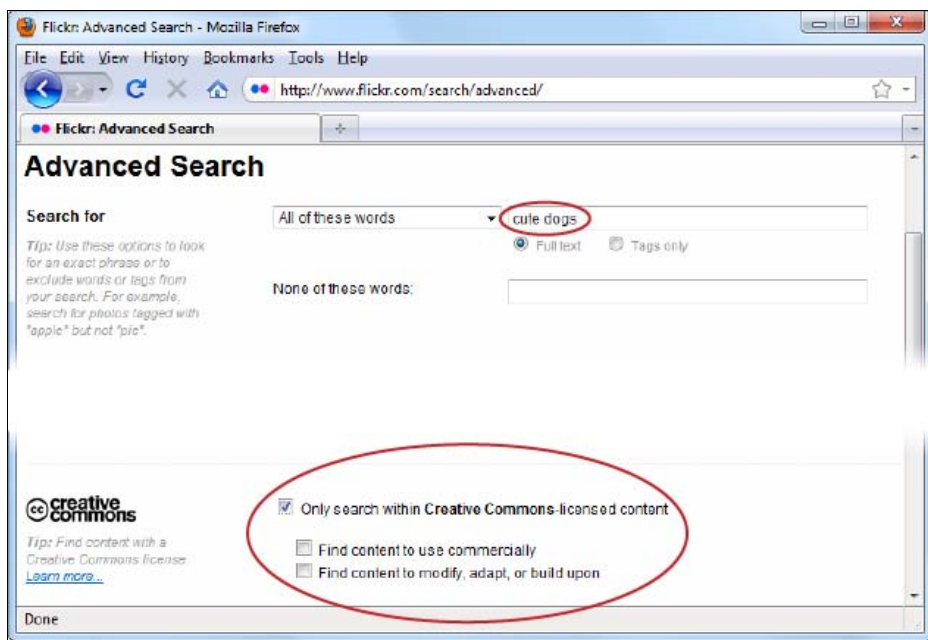 Flickr: Advanced Search - Mozilla Firefox
File Edit View History Bookmarks Tools Help
http://www.flickr.com/search/advanced/
Flickr: Advanced Search
Advanced Search
Search for
All of these words
cute dogs
Tip: Use these options to look
for an exact phrase or to
exclude words or tags from
your search. For example,
search for photos tagged with
"apple" but not "pie".
Full text Tags only
None of these words:
cc creative
commons
Tip: Find content with a
Creative Commons license.
Learn more...
Only search within Creative Commons-licensed content
Find content to use commercially
Find content to modify, adapt, or build upon
Done